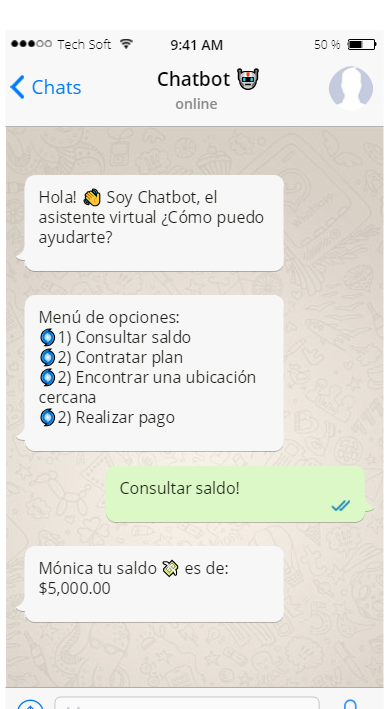 Tech Soft 9:41 AM 50 %
Chats
Chatbot
online
Hola! 👋 Soy Chatbot, el
asistente virtual ¿Cómo puedo
ayudarte?
Menú de opciones:
🌀1) Consultar saldo
🌀2) Contratar plan
🌀2) Encontrar una ubicación
cercana
🌀2) Realizar pago
Consultar saldo!
Mónica tu saldo 💸 es de:
$5,000.00